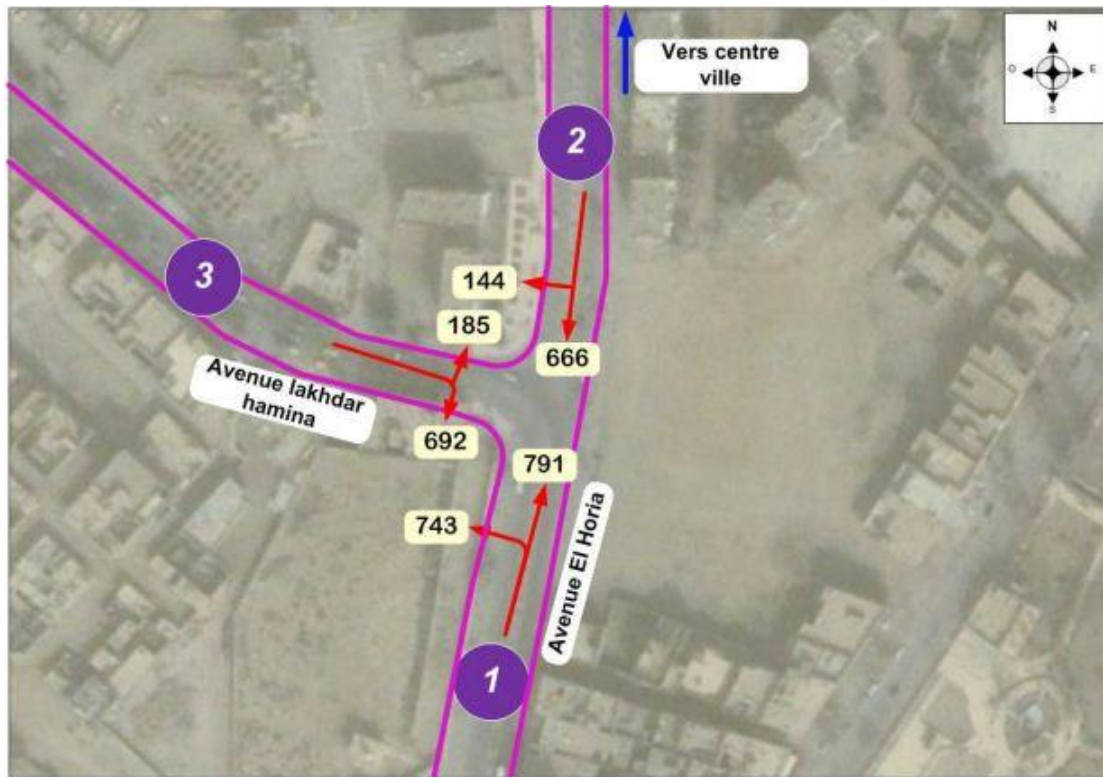 N
O
E
S
Vers centre
ville
2
3
144
185
666
Avenue lakhdar
hamina
692
791
743
Avenue El Horia
1